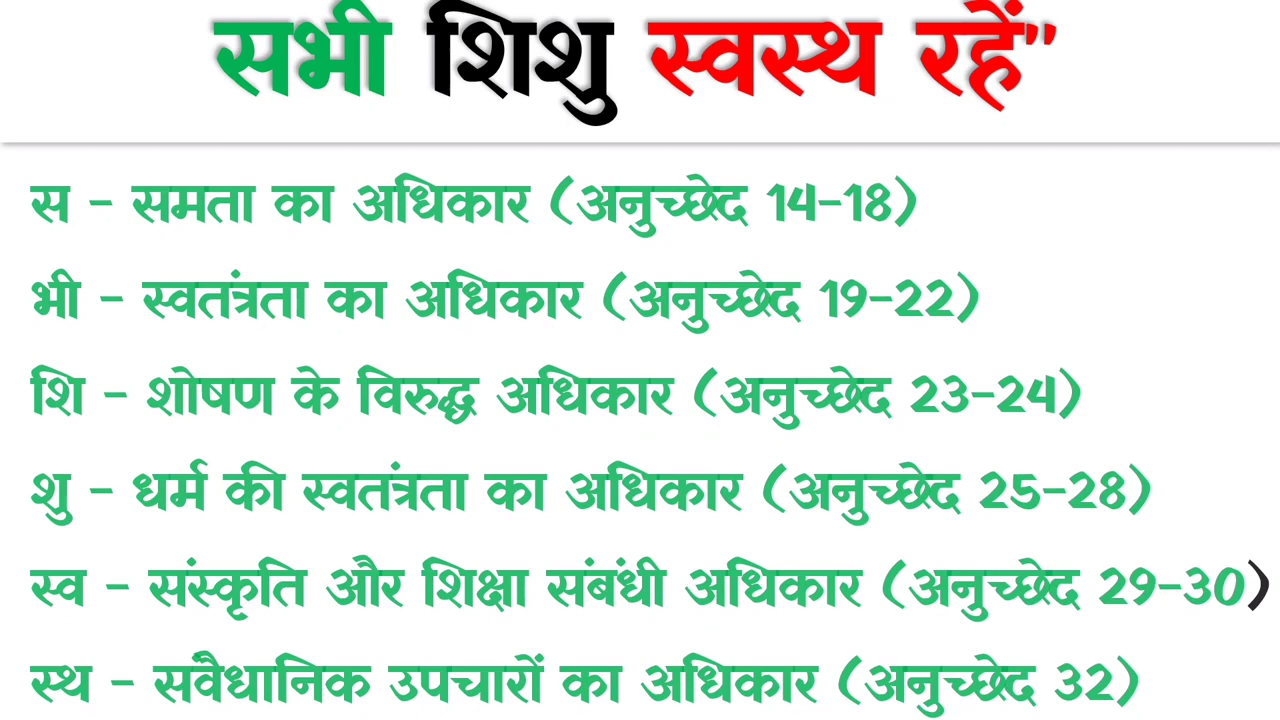 सभी शिशु स्वस्थ रहें"
स - समता का अधिकार (अनुच्छेद 14-18)
भी - स्वतंत्रता का अधिकार (अनुच्छेद 19-22)
शि - शोषण के विरुद्ध अधिकार (अनुच्छेद 23-24)
शु - धर्म की स्वतंत्रता का अधिकार (अनुच्छेद 25-28)
स्व - संस्कृति और शिक्षा संबंधी अधिकार (अनुच्छेद 29-30)
स्थ - संवैधानिक उपचारों का अधिकार (अनुच्छेद 32)